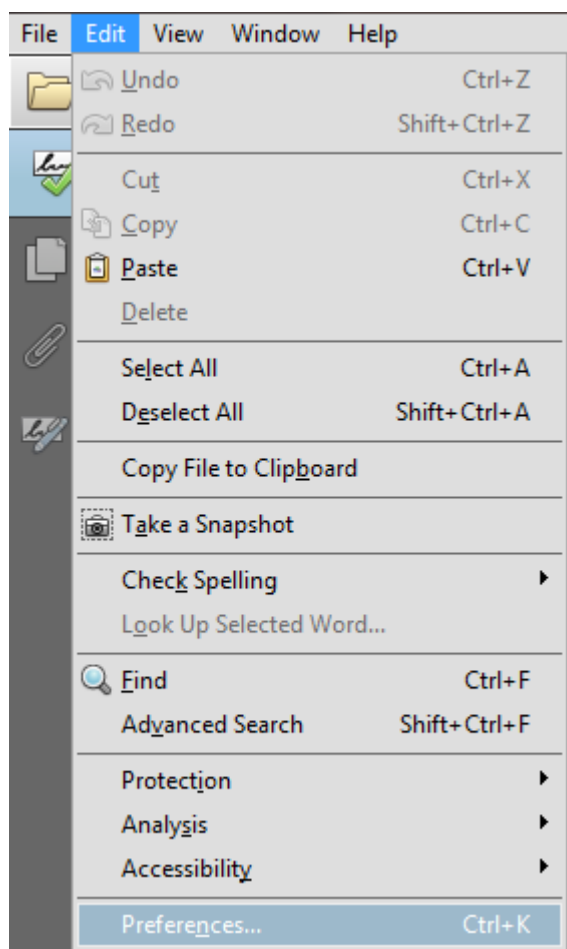 File Edit View Window Help
Undo Ctrl+Z
Redo Shift+Ctrl+Z
Cut Ctrl+X
Copy Ctrl+C
Paste Ctrl+V
Delete
Select All Ctrl+A
Deselect All Shift+Ctrl+A
Copy File to Clipboard
Take a Snapshot
Check Spelling
Look Up Selected Word...
Find Ctrl+F
Advanced Search Shift+Ctrl+F
Protection
Analysis
Accessibility
Preferences... Ctrl+K